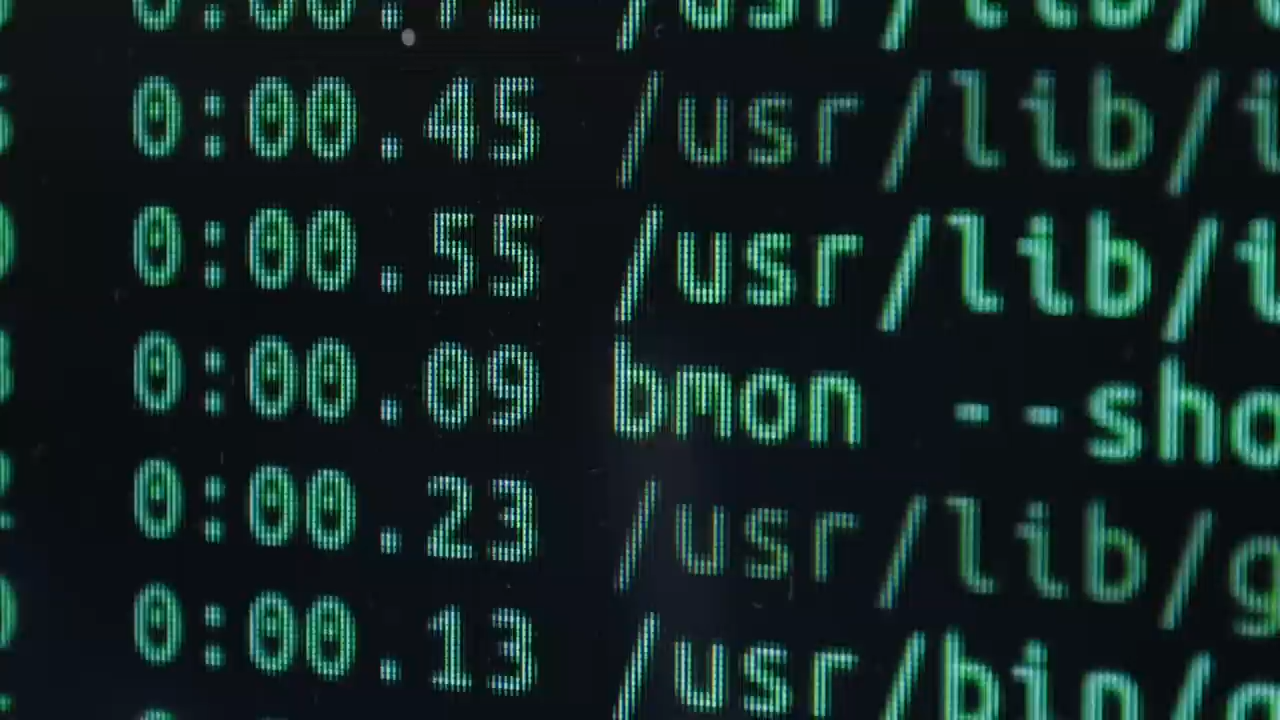 0:00.45 /usr/lib/
0:00.55 /usr/lib/
0:00.09 bmon --sho
0:00.23 /usr/lib/g
0:00.13 /usr/bin/g